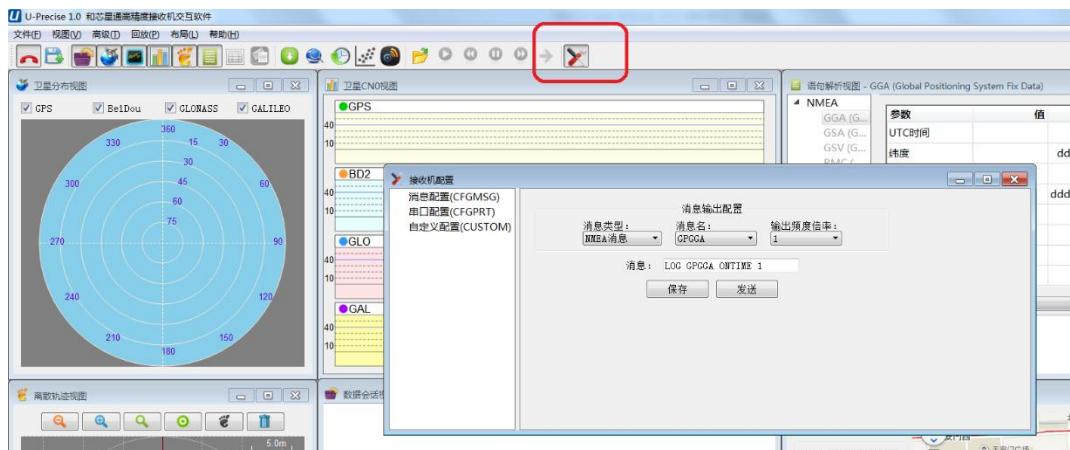 U-Precise 1.0 和芯星通高精度接收机交互软件
文件(F) 视图(V) 高级(T) 回放(P) 布局(L) 帮助(H)
卫星分布视图
GPS BeiDou GLONASS GALILEO
360
330 15 30
30
300 45 60
60
75
270 90
240 120
210 150
180
卫星CN0视图
GPS
40
10
BD2
40
10
GLO
40
10
GAL
40
10
语句解析视图 - GGA (Global Positioning System Fix Data)
NMEA
GGA (G...
GSA (G...
GSV (G...
参数 值
UTC时间
纬度 dd
ddd
接收机配置
消息配置(CFGMSG)
串口配置(CFGPRT)
自定义配置(CUSTOM)
消息输出配置
消息类型: 消息名: 输出频度倍率:
NMEA消息 GPGGA 1
消息: LOG GPGGA ONTIME 1
保存 发送
离散轨迹视图
5.0m
数据会话